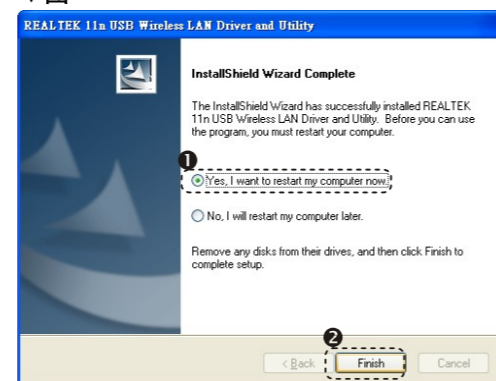 REALTEK 11n USB Wireless LAN Driver and Utility
InstallShield Wizard Complete
The InstallShield Wizard has successfully installed REALTEK
11n USB Wireless LAN Driver and Utility. Before you can use
the program, you must restart your computer.
❶
Yes, I want to restart my computer now.
No, I will restart my computer later.
Remove any disks from their drives, and then click Finish to
complete setup.
❷
< Back
Finish
Cancel